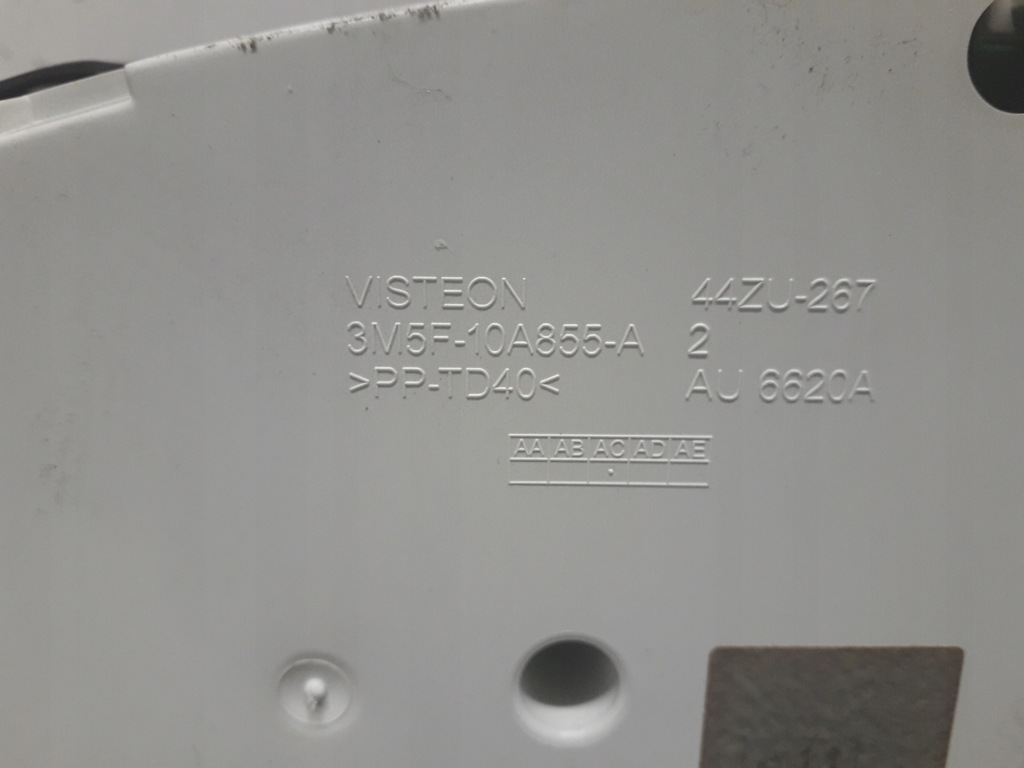 VISTEON 44ZU-267
3M5F-10A855-A 2
>PP-TD40< AU 6620A
AA AB AC AD AE